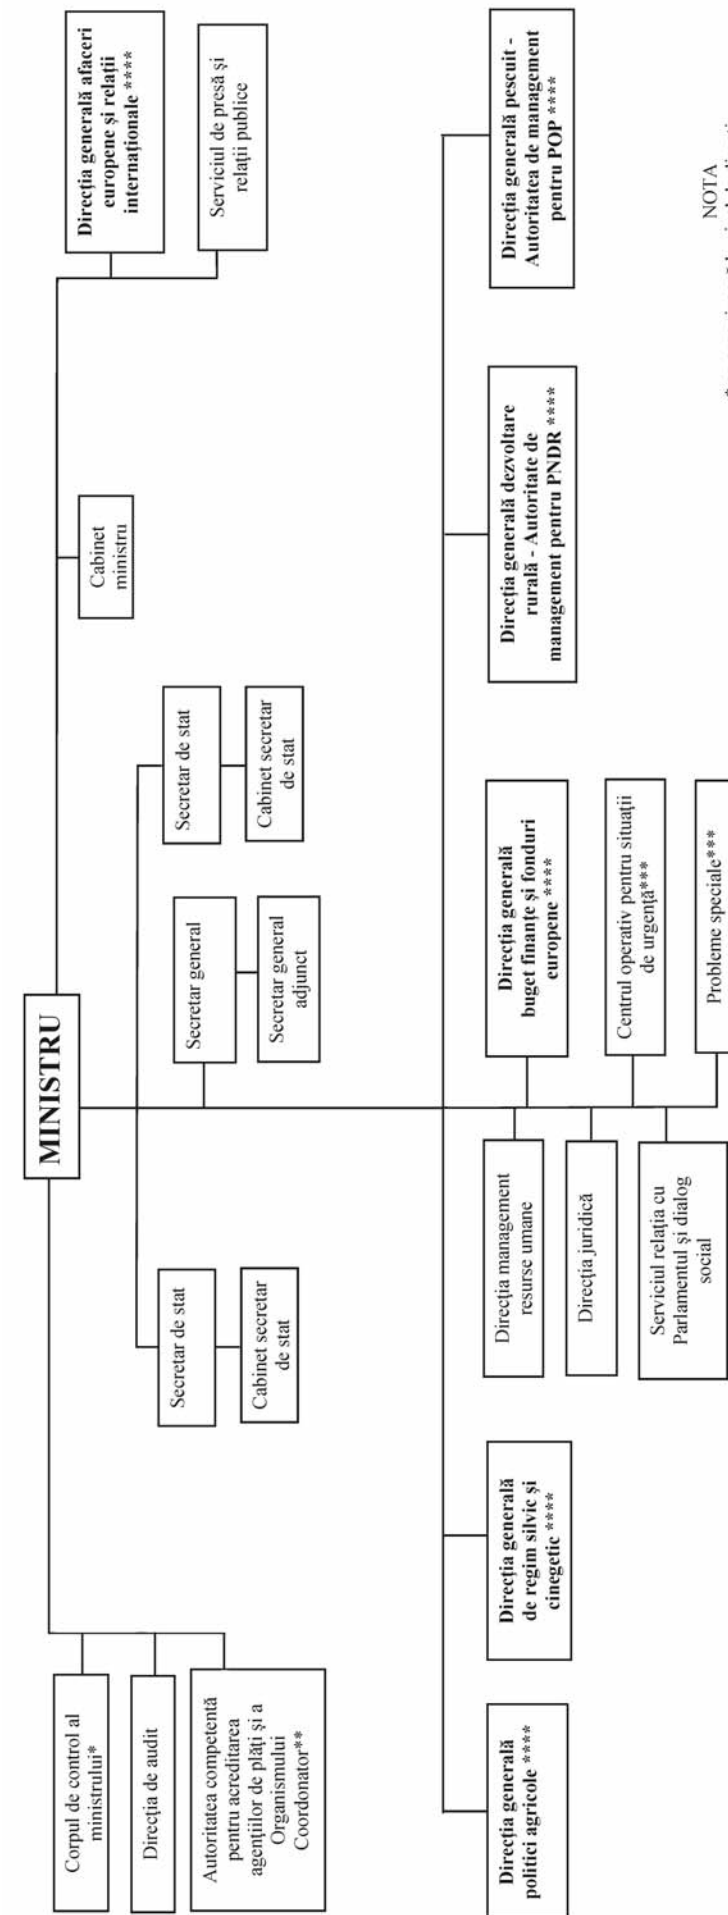 MINISTRU
Corpul de control al
ministrului*
Direcția de audit
Autoritatea competentă
pentru acreditarea
agențiilor de plăți și a
Organismului
Coordonator**
Secretar de stat
Cabinet secretar
de stat
Secretar general
Secretar general
adjunct
Secretar de stat
Cabinet secretar
de stat
Cabinet
ministru
Direcția generală afaceri
europene și relații
internaționale ****
Serviciul de presă și
relații publice
Direcția generală
politici agricole ****
Direcția generală
de regim silvic și
cinegetic ****
Direcția management
resurse umane
Direcția juridică
Serviciul relația cu
Parlamentul și dialog
social
Direcția generală
buget finanțe și fonduri
europene ****
Centrul operativ pentru situații
de urgență***
Probleme speciale***
Direcția generală dezvoltare
rurală - Autoritate de
management pentru PNDR ****
Direcția generală pescuit -
Autoritatea de management
pentru POP ****
NOTA